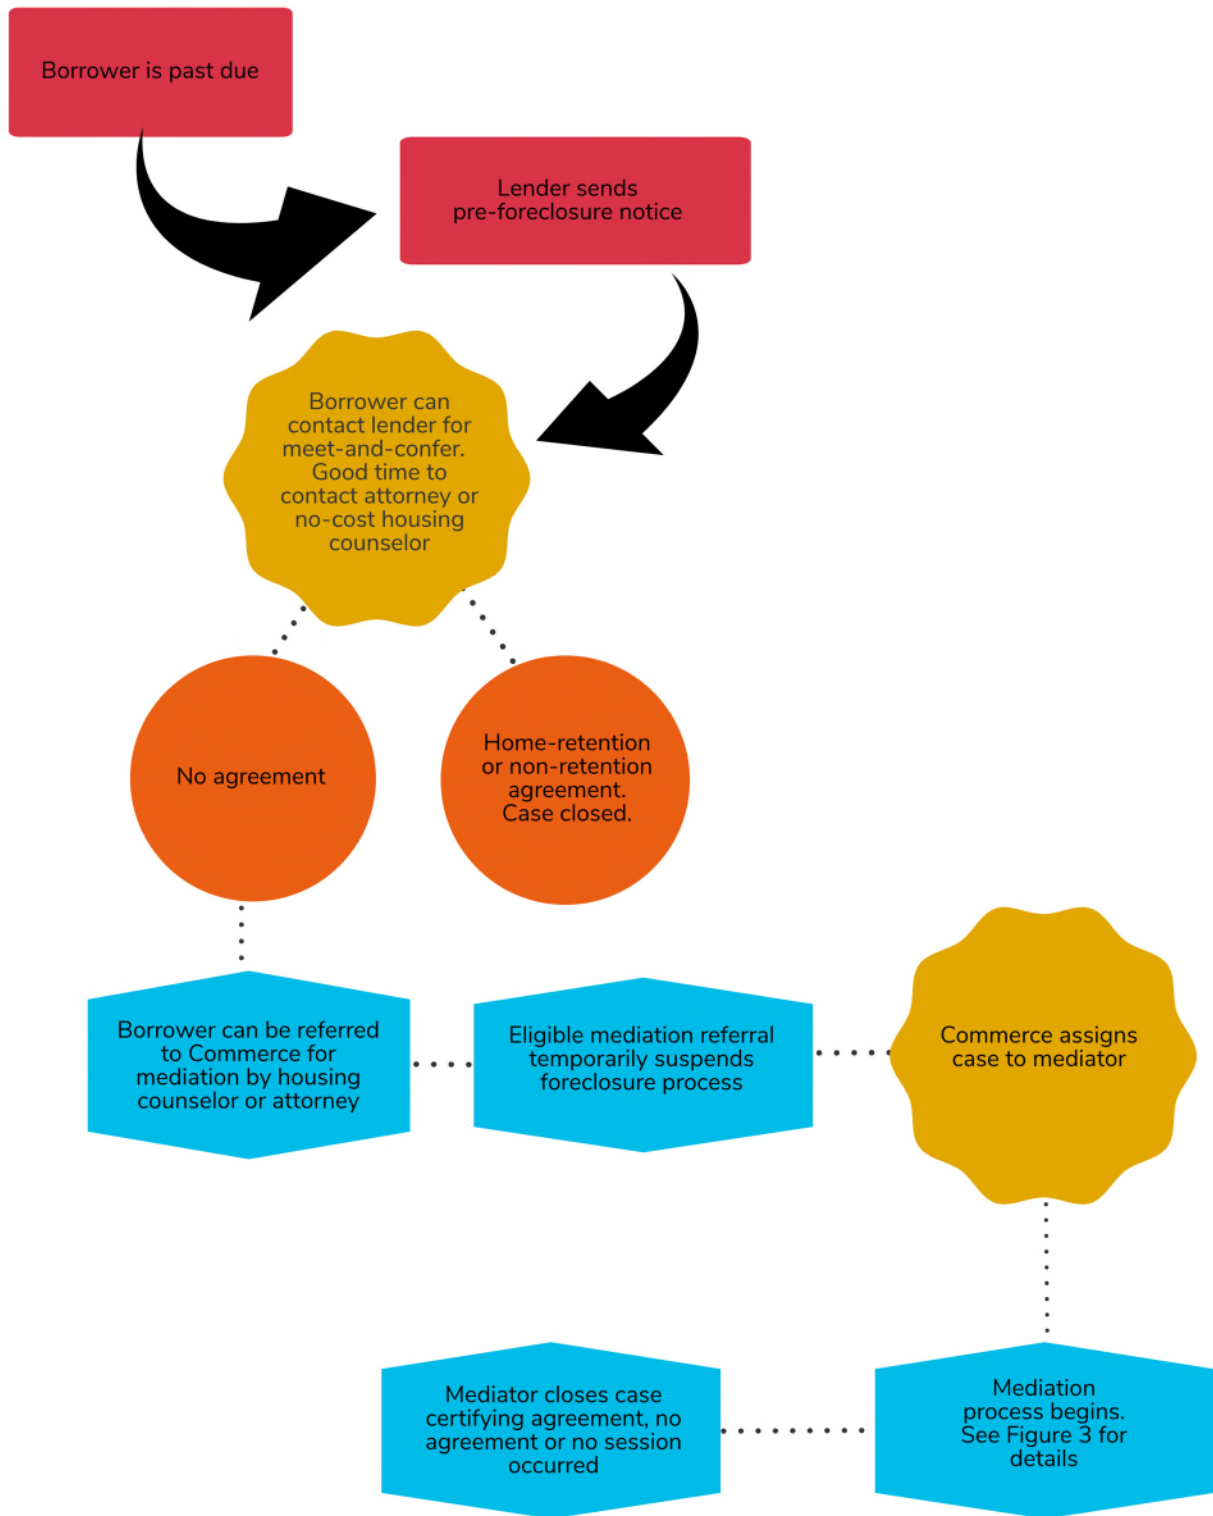 Borrower is past due
Lender sends
pre-foreclosure notice
Borrower can
contact lender for
meet-and-confer.
Good time to
contact attorney or
no-cost housing
counselor
No agreement
Home-retention
or non-retention
agreement.
Case closed.
Borrower can be referred
to Commerce for
mediation by housing
counselor or attorney
Eligible mediation referral
temporarily suspends
foreclosure process
Commerce assigns
case to mediator
Mediation
process begins.
See Figure 3 for
details
Mediator closes case
certifying agreement, no
agreement or no session
occurred